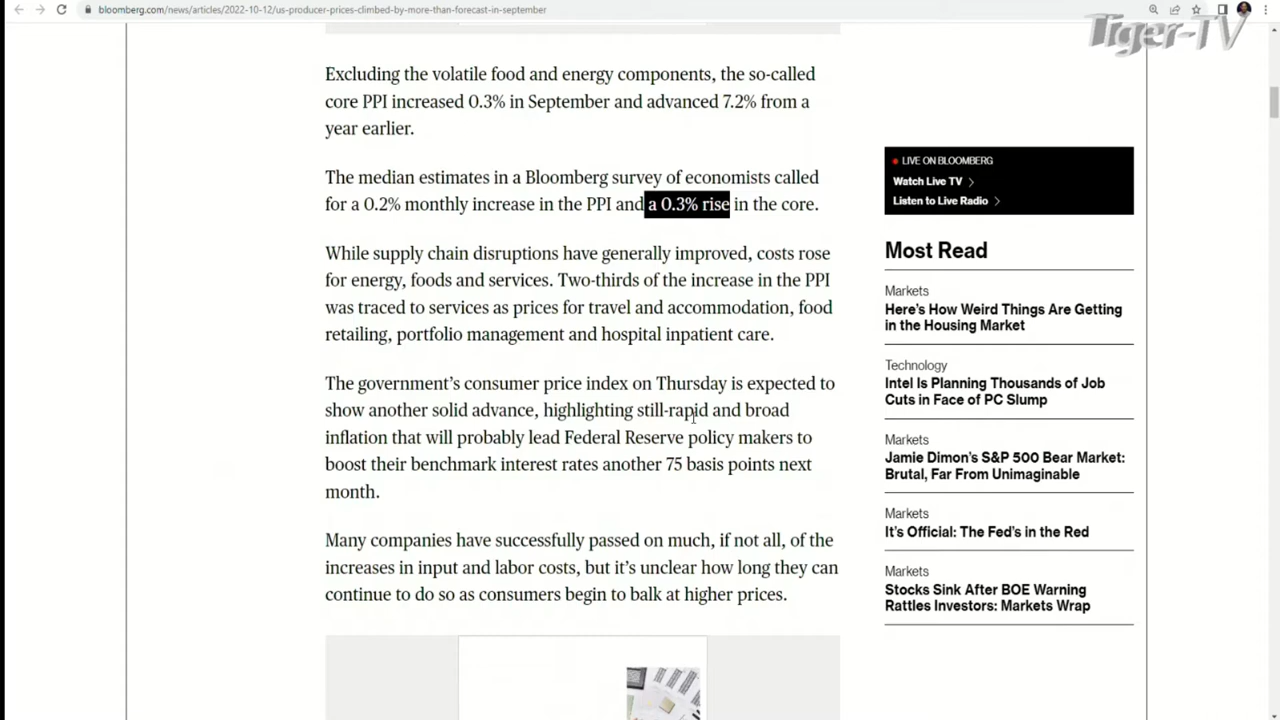 bloomberg.com/news/articles/2022-10-12/us-producer-prices-climbed-by-more-than-forecast-in-september
Tiger-TV
Excluding the volatile food and energy components, the so-called
core PPI increased 0.3% in September and advanced 7.2% from a
year earlier.
The median estimates in a Bloomberg survey of economists called
for a 0.2% monthly increase in the PPI and a 0.3% rise in the core.
While supply chain disruptions have generally improved, costs rose
for energy, foods and services. Two-thirds of the increase in the PPI
was traced to services as prices for travel and accommodation, food
retailing, portfolio management and hospital inpatient care.
The government's consumer price index on Thursday is expected to
show another solid advance, highlighting still-rapid and broad
inflation that will probably lead Federal Reserve policy makers to
boost their benchmark interest rates another 75 basis points next
month.
Many companies have successfully passed on much, if not all, of the
increases in input and labor costs, but it's unclear how long they can
continue to do so as consumers begin to balk at higher prices.
LIVE ON BLOOMBERG
Watch Live TV
Listen to Live Radio
Most Read
Markets
Here's How Weird Things Are Getting
in the Housing Market
Technology
Intel Is Planning Thousands of Job
Cuts in Face of PC Slump
Markets
Jamie Dimon's S&P 500 Bear Market:
Brutal, Far From Unimaginable
Markets
It's Official: The Fed's in the Red
Markets
Stocks Sink After BOE Warning
Rattles Investors: Markets Wrap